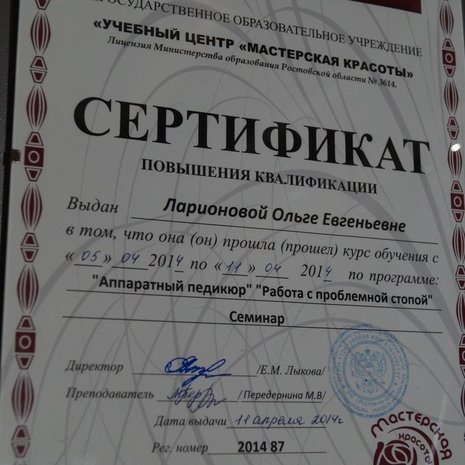 ГОСУДАРСТВЕННОЕ ОБРАЗОВАТЕЛЬНОЕ УЧРЕЖДЕНИЕ
«УЧЕБНЫЙ ЦЕНТР «МАСТЕРСКАЯ КРАСОТЫ»
Лицензия Министерства образования Ростовской области № 3614.
СЕРТИФИКАТ
ПОВЫШЕНИЯ КВАЛИФИКАЦИИ
Выдан Ларионовой Ольге Евгеньевне
в том, что она (он) прошла (прошел) курс обучения с
«05» 04 2014 по «11» 04 2014 по программе:
"Аппаратный педикюр" "Работа с проблемной стопой"
Семинар
Директор /Е.М. Лыкова/
Преподаватель / Передернина М.В/
Дата выдачи 11 апреля 2014г
Рег. номер 2014 87
Мастерская
красоты